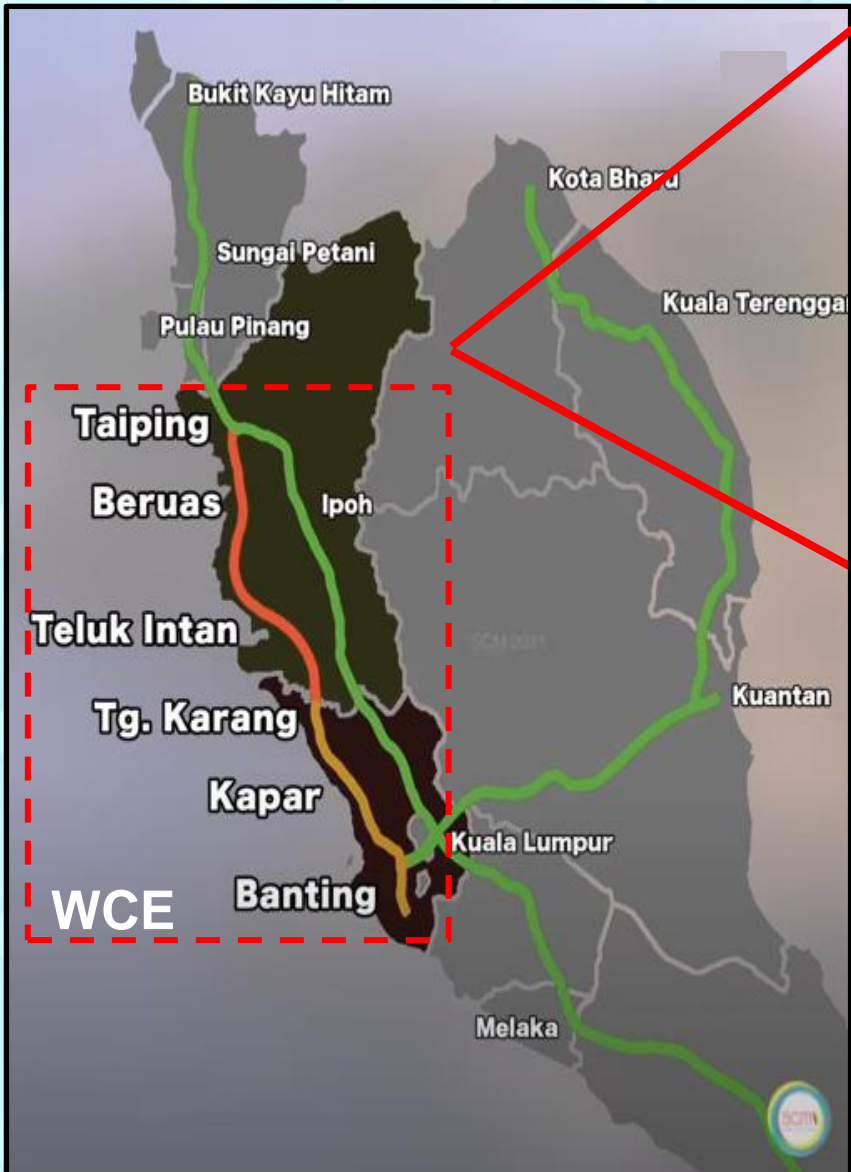 Bukit Kayu Hitam
Kota Bharu
Sungai Petani
Kuala Terenggar
Pulau Pinang
Taiping
Beruas
Ipoh
Teluk Intan
Tg. Karang
Kuantan
Kapar
Kuala Lumpur
Banting
WCE
Melaka